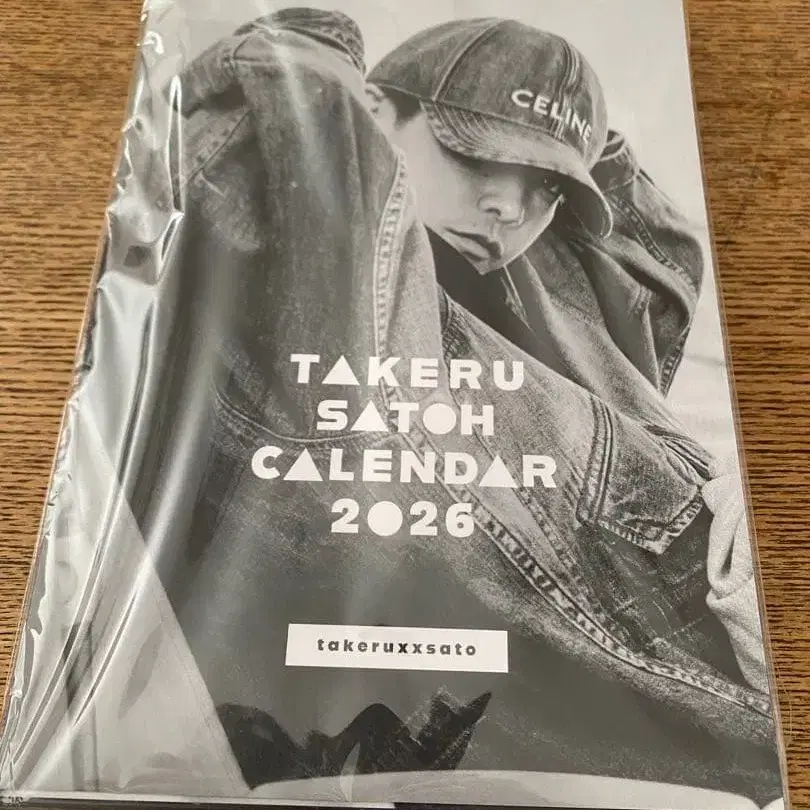 CELINE
TAKERU
SATOH
CALENDAR
2026
takeruxxsato